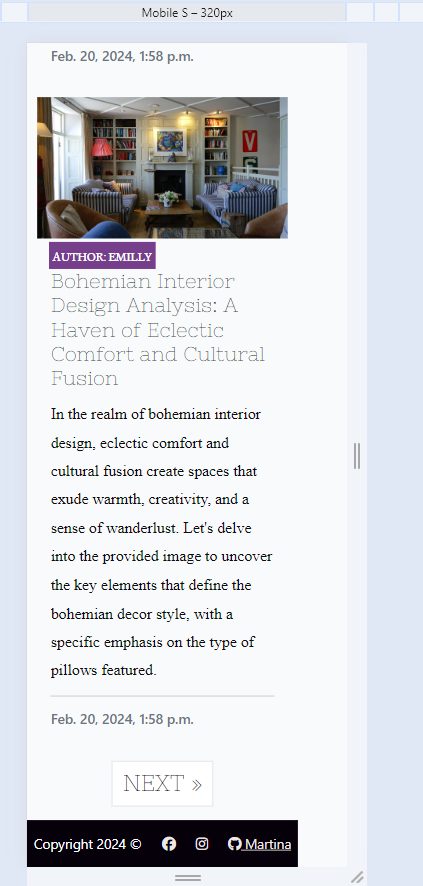 Mobile S – 320px
Feb. 20, 2024, 1:58 p.m.
V
AUTHOR: EMILLY
Bohemian Interior
Design Analysis: A
Haven of Eclectic
Comfort and Cultural
Fusion
In the realm of bohemian interior
design, eclectic comfort and
cultural fusion create spaces that
exude warmth, creativity, and a
sense of wanderlust. Let's delve
into the provided image to uncover
the key elements that define the
bohemian decor style, with a
specific emphasis on the type of
pillows featured.
Feb. 20, 2024, 1:58 p.m.
NEXT »
Copyright 2024 © Martina